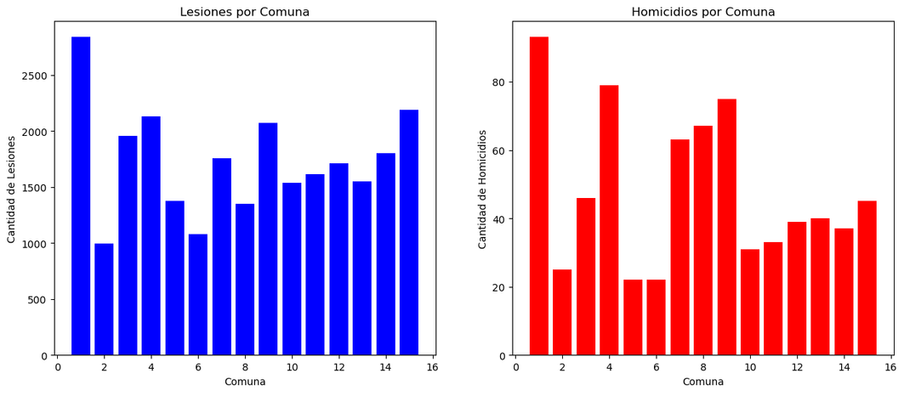 Lesiones por Comuna
Cantidad de Lesiones
2500
2000
1500
1000
500
0
0 2 4 6 8 10 12 14 16
Comuna
Homicidios por Comuna
Cantidad de Homicidios
80
60
40
20
0
0 2 4 6 8 10 12 14 16
Comuna